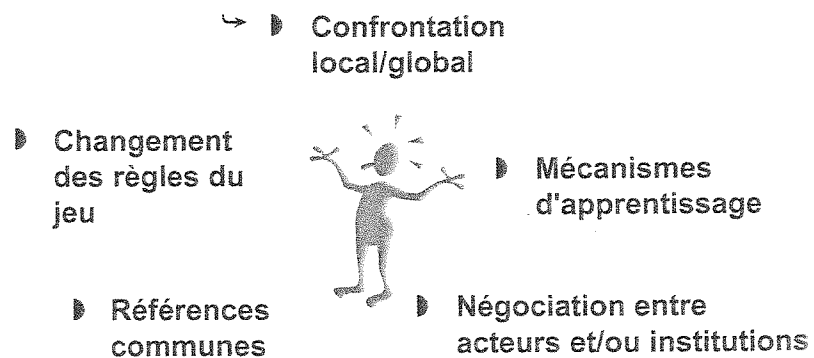 Confrontation
local/global
Changement
des règles du
jeu
Mécanismes
d'apprentissage
Références
communes
Négociation entre
acteurs et/ou institutions